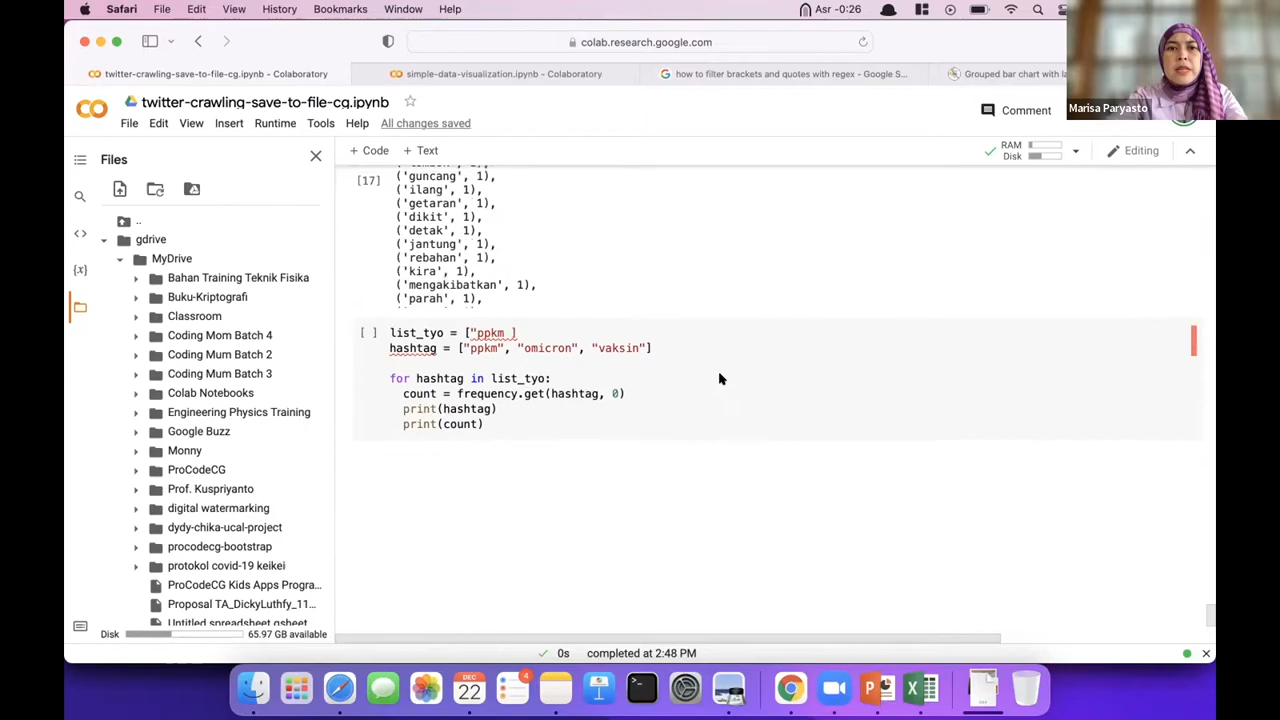 Safari File Edit View History Bookmarks Window Help Asr -0:26
colab.research.google.com
twitter-crawling-save-to-file-cg.ipynb - Colaboratory
simple-data-visualization.ipynb - Colaboratory
how to filter brackets and quotes with regex - Google S...
Grouped bar chart with la
Marisa Paryasto
twitter-crawling-save-to-file-cg.ipynb
File Edit View Insert Runtime Tools Help All changes saved
Comment
Files
+ Code + Text
RAM
Disk
Editing
[17]
('guncang', 1),
('ilang', 1),
('getaran', 1),
('dikit', 1),
('detak', 1),
('jantung', 1),
('rebahan', 1),
('kira', 1),
('mengakibatkan', 1),
('parah', 1),
[ ]
list_tyo = ["ppkm ]
hashtag = ["ppkm", "omicron", "vaksin"]
for hashtag in list_tyo:
count = frequency.get(hashtag, 0)
print(hashtag)
print(count)
..
gdrive
MyDrive
Bahan Training Teknik Fisika
Buku-Kriptografi
Classroom
Coding Mom Batch 4
Coding Mum Batch 2
Coding Mum Batch 3
Colab Notebooks
Engineering Physics Training
Google Buzz
Monny
ProCodeCG
Prof. Kuspriyanto
digital watermarking
dydy-chika-ucal-project
procodecg-bootstrap
protokol covid-19 keikei
ProCodeCG Kids Apps Progra...
Proposal TA_DickyLuthfy_11...
Untitled spreadsheet.gsheet
Disk 65.97 GB available
0s completed at 2:48 PM
DEC
22
4